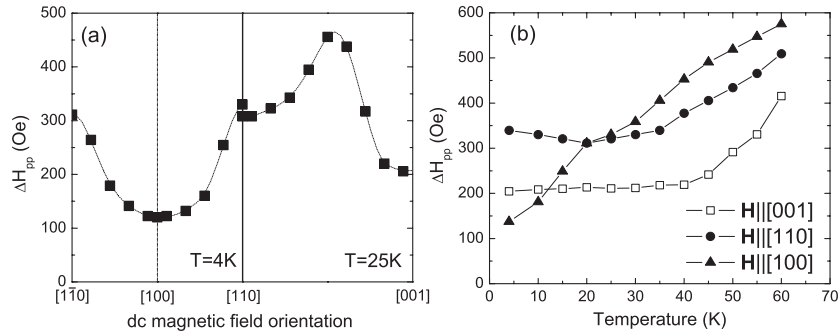 (a)
500
400
300
200
100
0
ΔH_pp (Oe)
T=4K
T=25K
[11̄0]
[100]
[110]
[001]
dc magnetic field orientation
(b)
600
500
400
300
200
100
0
ΔH_pp (Oe)
H||[001]
H||[110]
H||[100]
0 10 20 30 40 50 60 70
Temperature (K)